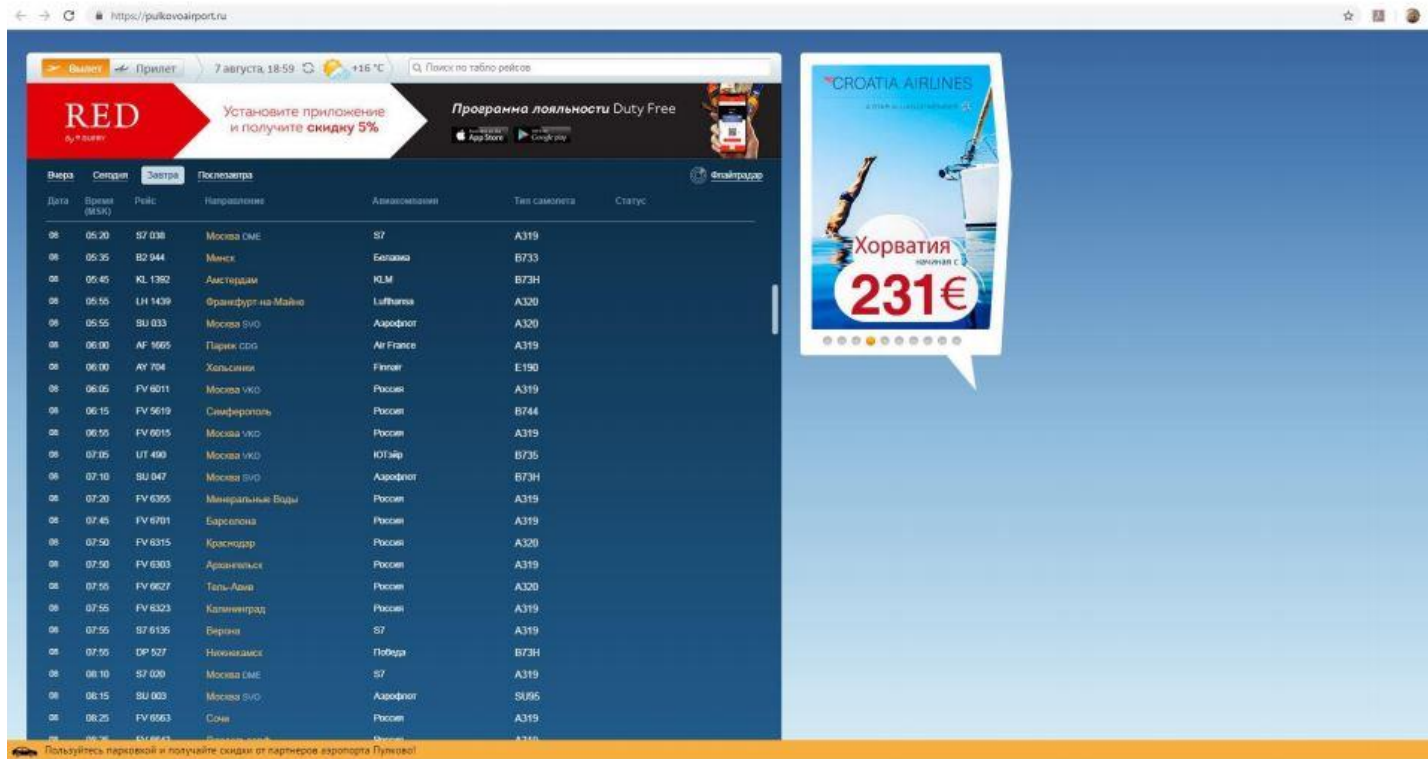 https://pulkovoairport.ru
Вылет Прилет 7 августа, 18:59 +16 °C Поиск по табло рейсов
RED
by DUFRY
Установите приложение
и получите скидку 5%
Программа лояльности Duty Free
App Store Google play
Вчера Сегодня Завтра Послезавтра Флайтрадар
Дата Время (MSK) Рейс Направление Авиакомпания Тип самолета Статус
08 05:20 S7 038 Москва DME S7 A319
08 05:35 B2 944 Минск Белавиа B733
08 05:45 KL 1392 Амстердам KLM B73H
08 05:55 LH 1439 Франкфурт-на-Майне Lufthansa A320
08 05:55 SU 033 Москва SVO Аэрофлот A320
08 06:00 AF 1665 Париж CDG Air France A319
08 06:00 AY 704 Хельсинки Finnair E190
08 06:05 FV 6011 Москва VKO Россия A319
08 06:15 FV 5619 Симферополь Россия B744
08 06:55 FV 6015 Москва VKO Россия A319
08 07:05 UT 490 Москва VKO ЮТэйр B735
08 07:10 SU 047 Москва SVO Аэрофлот B73H
08 07:20 FV 6355 Минеральные Воды Россия A319
08 07:45 FV 6701 Барселона Россия A319
08 07:50 FV 6315 Краснодар Россия A320
08 07:50 FV 6303 Архангельск Россия A319
08 07:55 FV 6627 Тель-Авив Россия A320
08 07:55 FV 6323 Калининград Россия A319
08 07:55 S7 6135 Верона S7 A319
08 07:55 DP 527 Нижнекамск Победа B73H
08 08:10 S7 020 Москва DME S7 A319
08 08:15 SU 003 Москва SVO Аэрофлот SU95
08 08:25 FV 6563 Сочи Россия A319
Пользуйтесь парковкой и получайте скидки от партнеров аэропорта Пулково!
CROATIA AIRLINES
A STAR ALLIANCE MEMBER
Хорватия
начиная с
231€